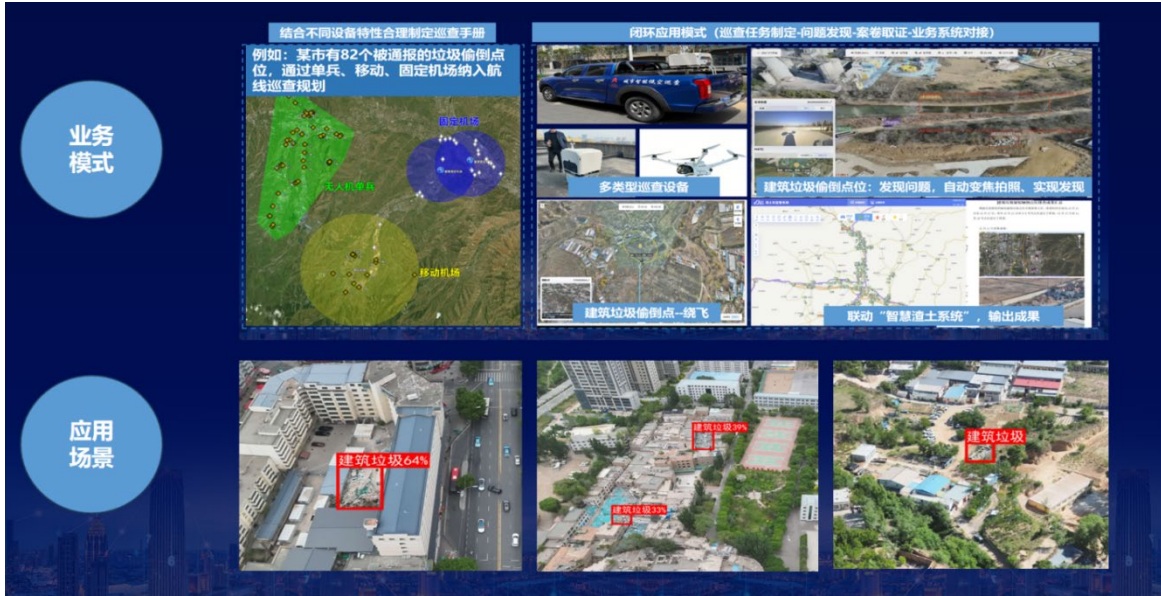 结合不同设备特性合理制定巡查手册
闭环应用模式（巡查任务制定-问题发现-案卷取证-业务系统对接）
例如：某市有82个被通报的垃圾偷倒点
位，通过单兵、移动、固定机场纳入航
线巡查规划
业务
模式
固定机场
无人机单兵
移动机场
多类型巡查设备
建筑垃圾偷倒点位：发现问题，自动变焦拍照、实现发现
建筑垃圾偷倒点--绕飞
联动“智慧渣土系统”，输出成果
应用
场景
建筑垃圾64%
建筑垃圾39%
建筑垃圾33%
建筑垃圾